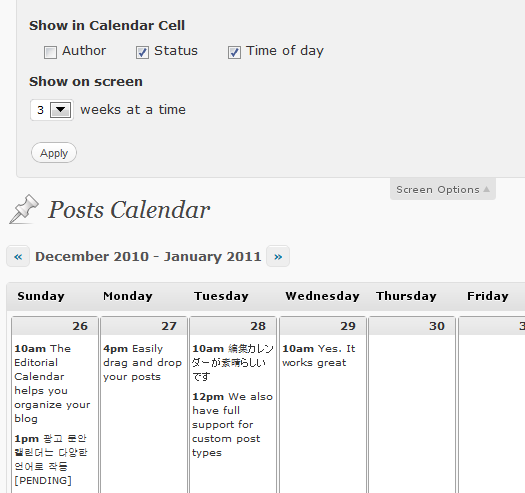 Show in Calendar Cell
Author Status Time of day
Show on screen
3 weeks at a time
Apply
Screen Options
Posts Calendar
« December 2010 - January 2011 »
Sunday Monday Tuesday Wednesday Thursday Friday
26 27 28 29 30 3
10am The
Editorial
Calendar
helps you
organize your
blog
1pm 광고 문안
캘린더는 다양한
언어로 작동
[PENDING]
4pm Easily
drag and drop
your posts
10am 編集カレン
ダーが素晴らしい
です
12pm We also
have full
support for
custom post
types
10am Yes. It
works great